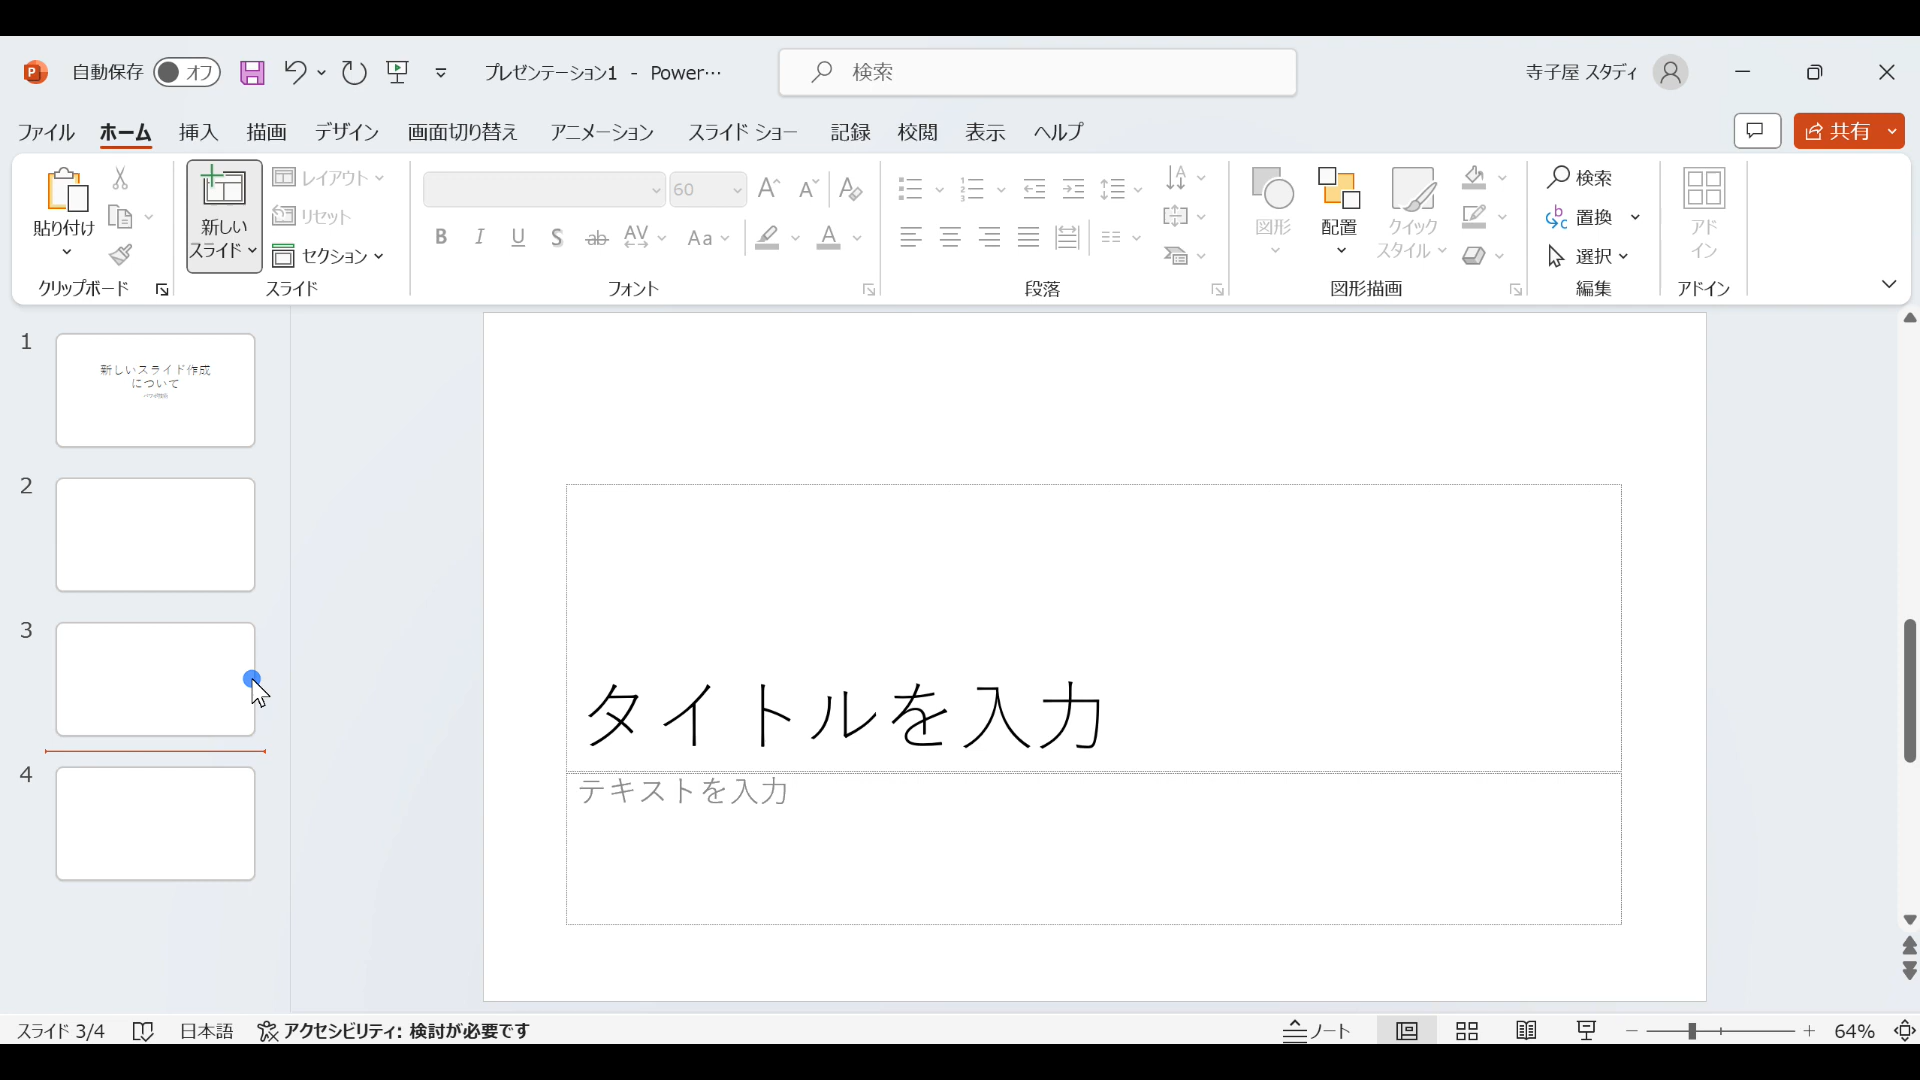 自動保存 オフ プレゼンテーション1 - Power… 検索 寺子屋 スタディ
ファイル ホーム 挿入 描画 デザイン 画面切り替え アニメーション スライド ショー 記録 校閲 表示 ヘルプ 共有
貼り付け
クリップボード
新しい
スライド
レイアウト
リセット
セクション
スライド
60
フォント
段落
図形
配置
クイック
スタイル
図形描画
検索
置換
選択
編集
アド
イン
アドイン
1
新しいスライド作成
について
2
3
4
タイトルを入力
テキストを入力
スライド 3/4 日本語 アクセシビリティ: 検討が必要です ノート 64%